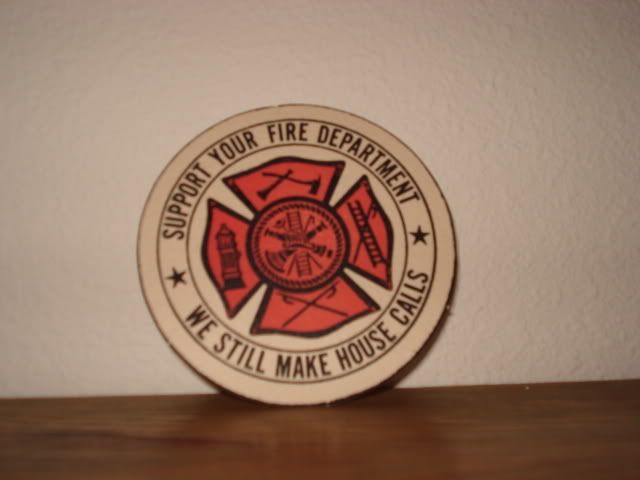 SUPPORT YOUR FIRE DEPARTMENT
WE STILL MAKE HOUSE CALLS